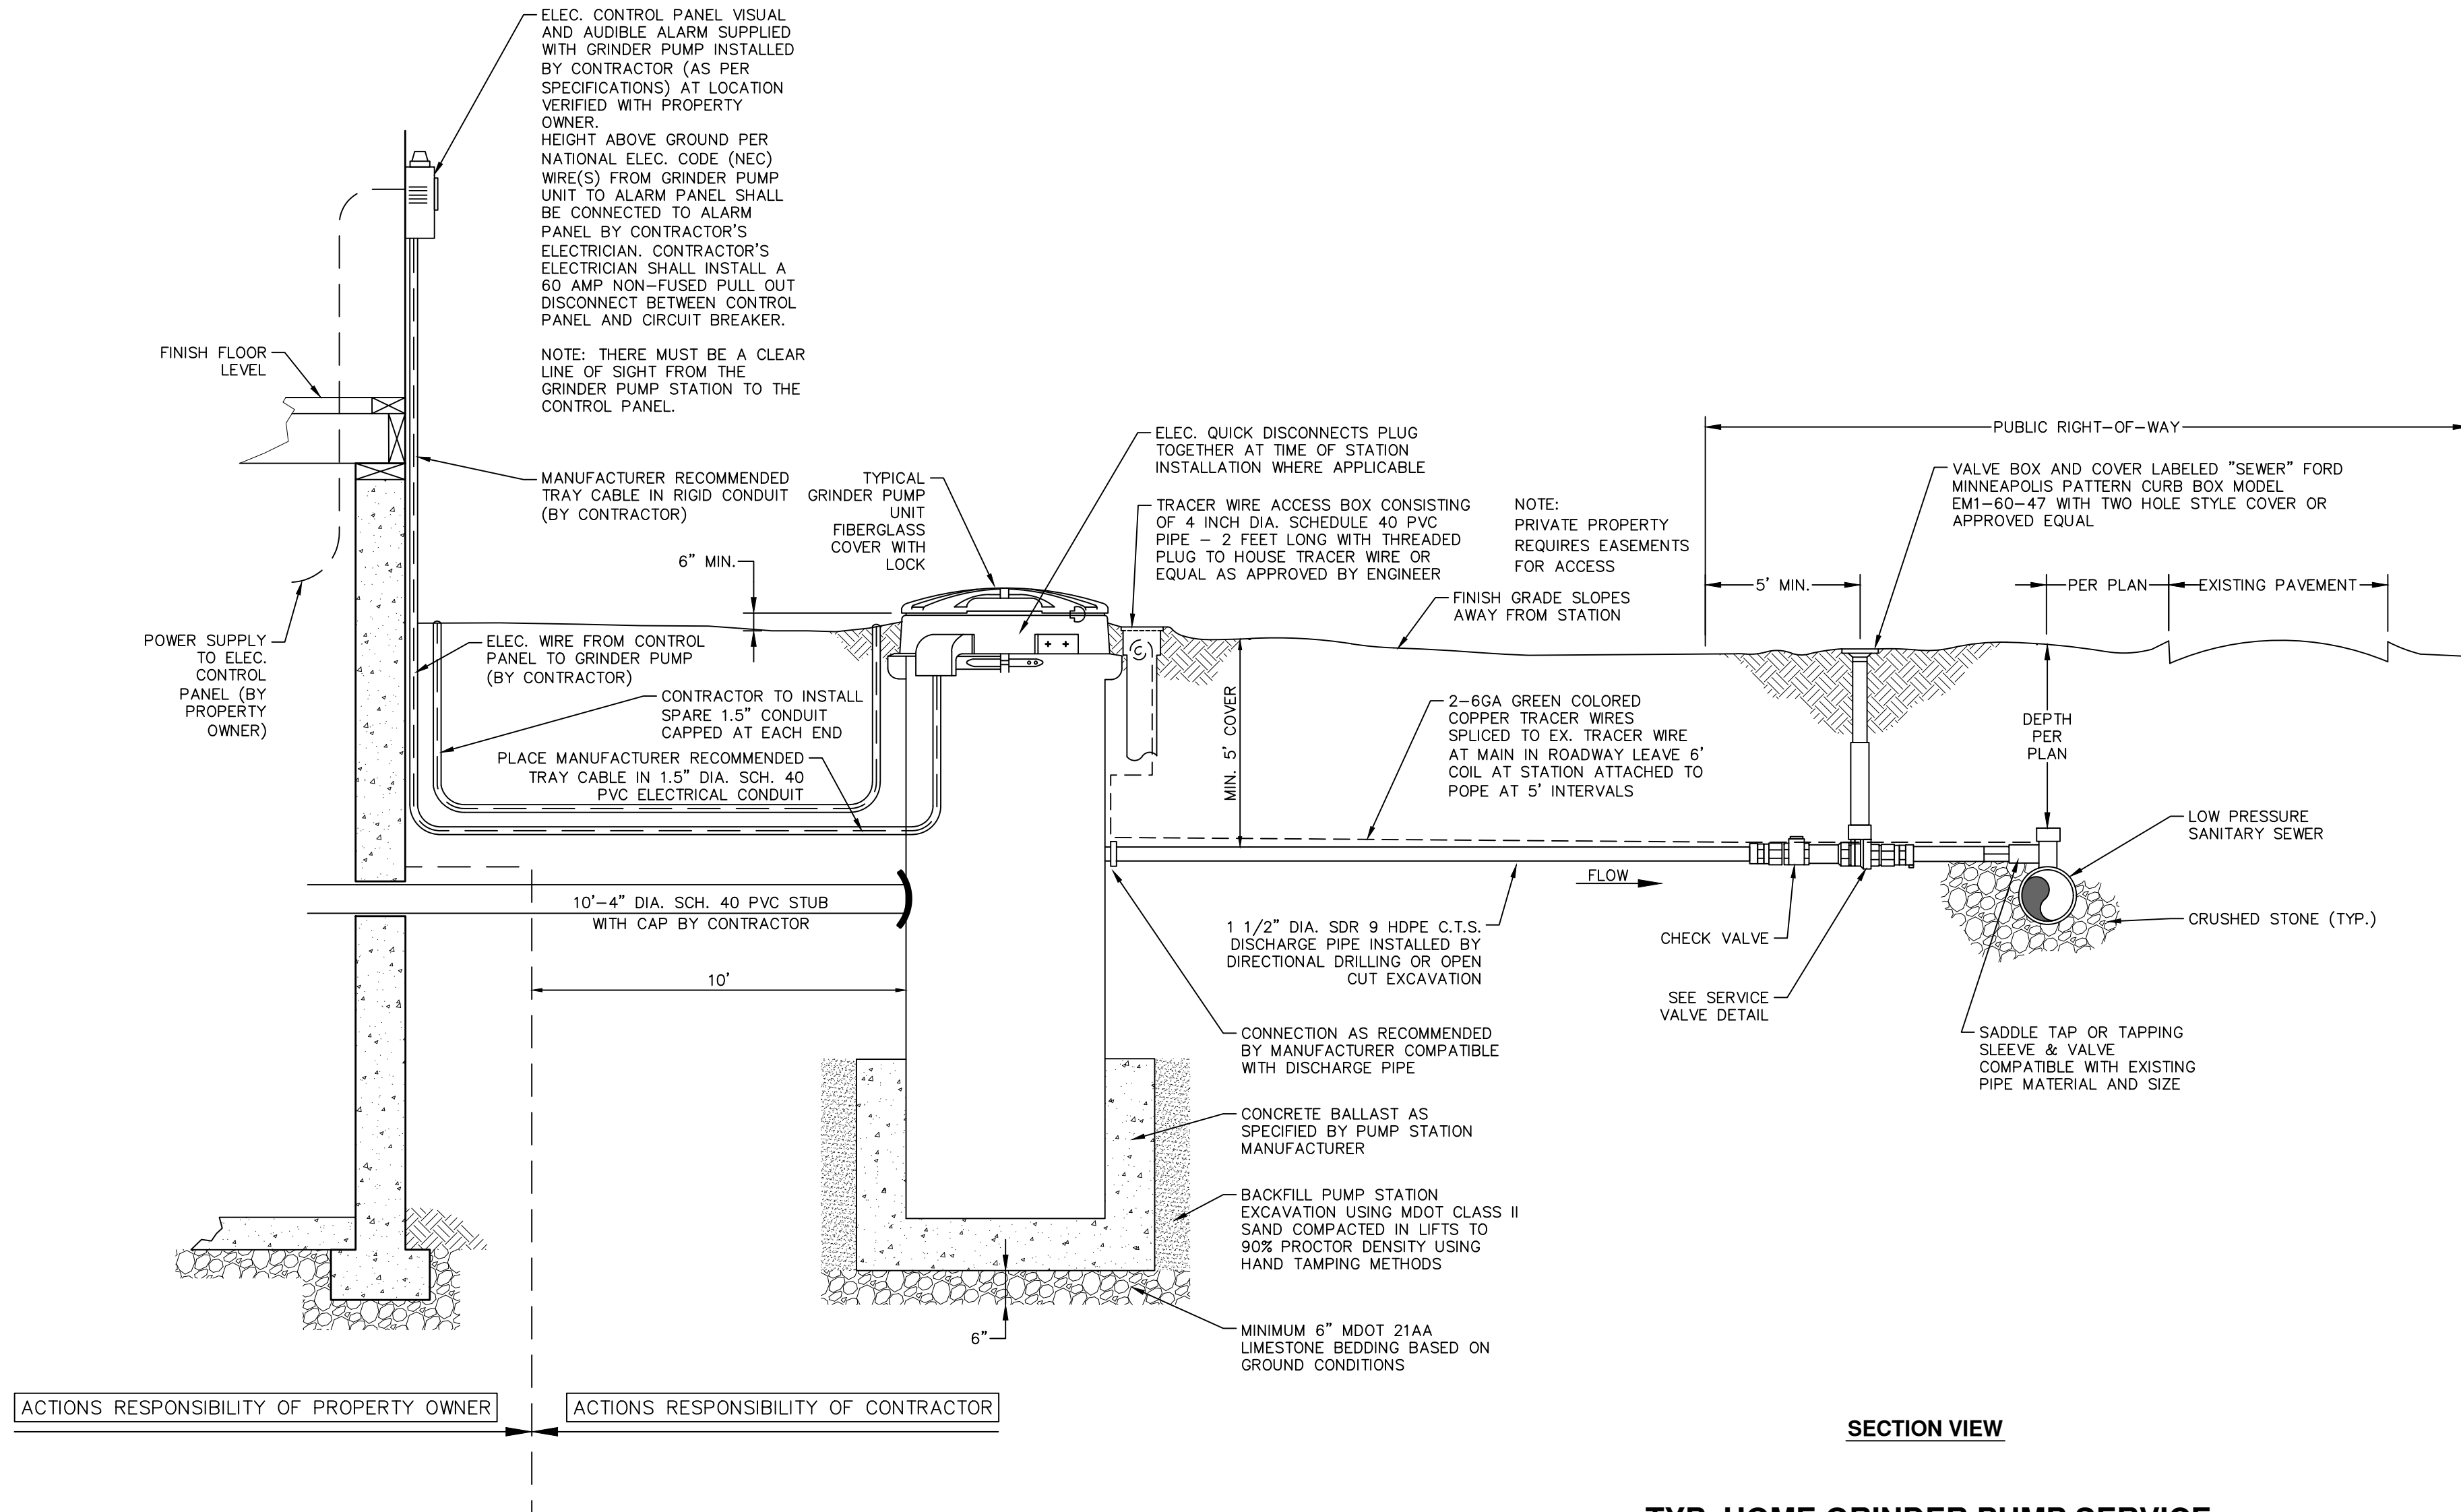 ELEC. CONTROL PANEL VISUAL
AND AUDIBLE ALARM SUPPLIED
WITH GRINDER PUMP INSTALLED
BY CONTRACTOR (AS PER
SPECIFICATIONS) AT LOCATION
VERIFIED WITH PROPERTY
OWNER.
HEIGHT ABOVE GROUND PER
NATIONAL ELEC. CODE (NEC)
WIRE(S) FROM GRINDER PUMP
UNIT TO ALARM PANEL SHALL
BE CONNECTED TO ALARM
PANEL BY CONTRACTOR'S
ELECTRICIAN. CONTRACTOR'S
ELECTRICIAN SHALL INSTALL A
60 AMP NON-FUSED PULL OUT
DISCONNECT BETWEEN CONTROL
PANEL AND CIRCUIT BREAKER.
NOTE: THERE MUST BE A CLEAR
LINE OF SIGHT FROM THE
GRINDER PUMP STATION TO THE
CONTROL PANEL.
FINISH FLOOR
LEVEL
MANUFACTURER RECOMMENDED
TRAY CABLE IN RIGID CONDUIT
(BY CONTRACTOR)
TYPICAL
GRINDER PUMP
UNIT
FIBERGLASS
COVER WITH
LOCK
6" MIN.
ELEC. QUICK DISCONNECTS PLUG
TOGETHER AT TIME OF STATION
INSTALLATION WHERE APPLICABLE
TRACER WIRE ACCESS BOX CONSISTING
OF 4 INCH DIA. SCHEDULE 40 PVC
PIPE - 2 FEET LONG WITH THREADED
PLUG TO HOUSE TRACER WIRE OR
EQUAL AS APPROVED BY ENGINEER
NOTE:
PRIVATE PROPERTY
REQUIRES EASEMENTS
FOR ACCESS
FINISH GRADE SLOPES
AWAY FROM STATION
PUBLIC RIGHT-OF-WAY
VALVE BOX AND COVER LABELED "SEWER" FORD
MINNEAPOLIS PATTERN CURB BOX MODEL
EM1-60-47 WITH TWO HOLE STYLE COVER OR
APPROVED EQUAL
5' MIN.
PER PLAN
EXISTING PAVEMENT
POWER SUPPLY
TO ELEC.
CONTROL
PANEL (BY
PROPERTY
OWNER)
ELEC. WIRE FROM CONTROL
PANEL TO GRINDER PUMP
(BY CONTRACTOR)
CONTRACTOR TO INSTALL
SPARE 1.5" CONDUIT
CAPPED AT EACH END
PLACE MANUFACTURER RECOMMENDED
TRAY CABLE IN 1.5" DIA. SCH. 40
PVC ELECTRICAL CONDUIT
MIN. 5' COVER
2-6GA GREEN COLORED
COPPER TRACER WIRES
SPLICED TO EX. TRACER WIRE
AT MAIN IN ROADWAY LEAVE 6'
COIL AT STATION ATTACHED TO
POPE AT 5' INTERVALS
DEPTH
PER
PLAN
LOW PRESSURE
SANITARY SEWER
FLOW
10'-4" DIA. SCH. 40 PVC STUB
WITH CAP BY CONTRACTOR
10'
1 1/2" DIA. SDR 9 HDPE C.T.S.
DISCHARGE PIPE INSTALLED BY
DIRECTIONAL DRILLING OR OPEN
CUT EXCAVATION
CHECK VALVE
CRUSHED STONE (TYP.)
SEE SERVICE
VALVE DETAIL
SADDLE TAP OR TAPPING
SLEEVE & VALVE
COMPATIBLE WITH EXISTING
PIPE MATERIAL AND SIZE
CONNECTION AS RECOMMENDED
BY MANUFACTURER COMPATIBLE
WITH DISCHARGE PIPE
CONCRETE BALLAST AS
SPECIFIED BY PUMP STATION
MANUFACTURER
BACKFILL PUMP STATION
EXCAVATION USING MDOT CLASS II
SAND COMPACTED IN LIFTS TO
90% PROCTOR DENSITY USING
HAND TAMPING METHODS
6"
MINIMUM 6" MDOT 21AA
LIMESTONE BEDDING BASED ON
GROUND CONDITIONS
ACTIONS RESPONSIBILITY OF PROPERTY OWNER
ACTIONS RESPONSIBILITY OF CONTRACTOR
SECTION VIEW
TYP. HOME GRINDER PUMP SERVICE